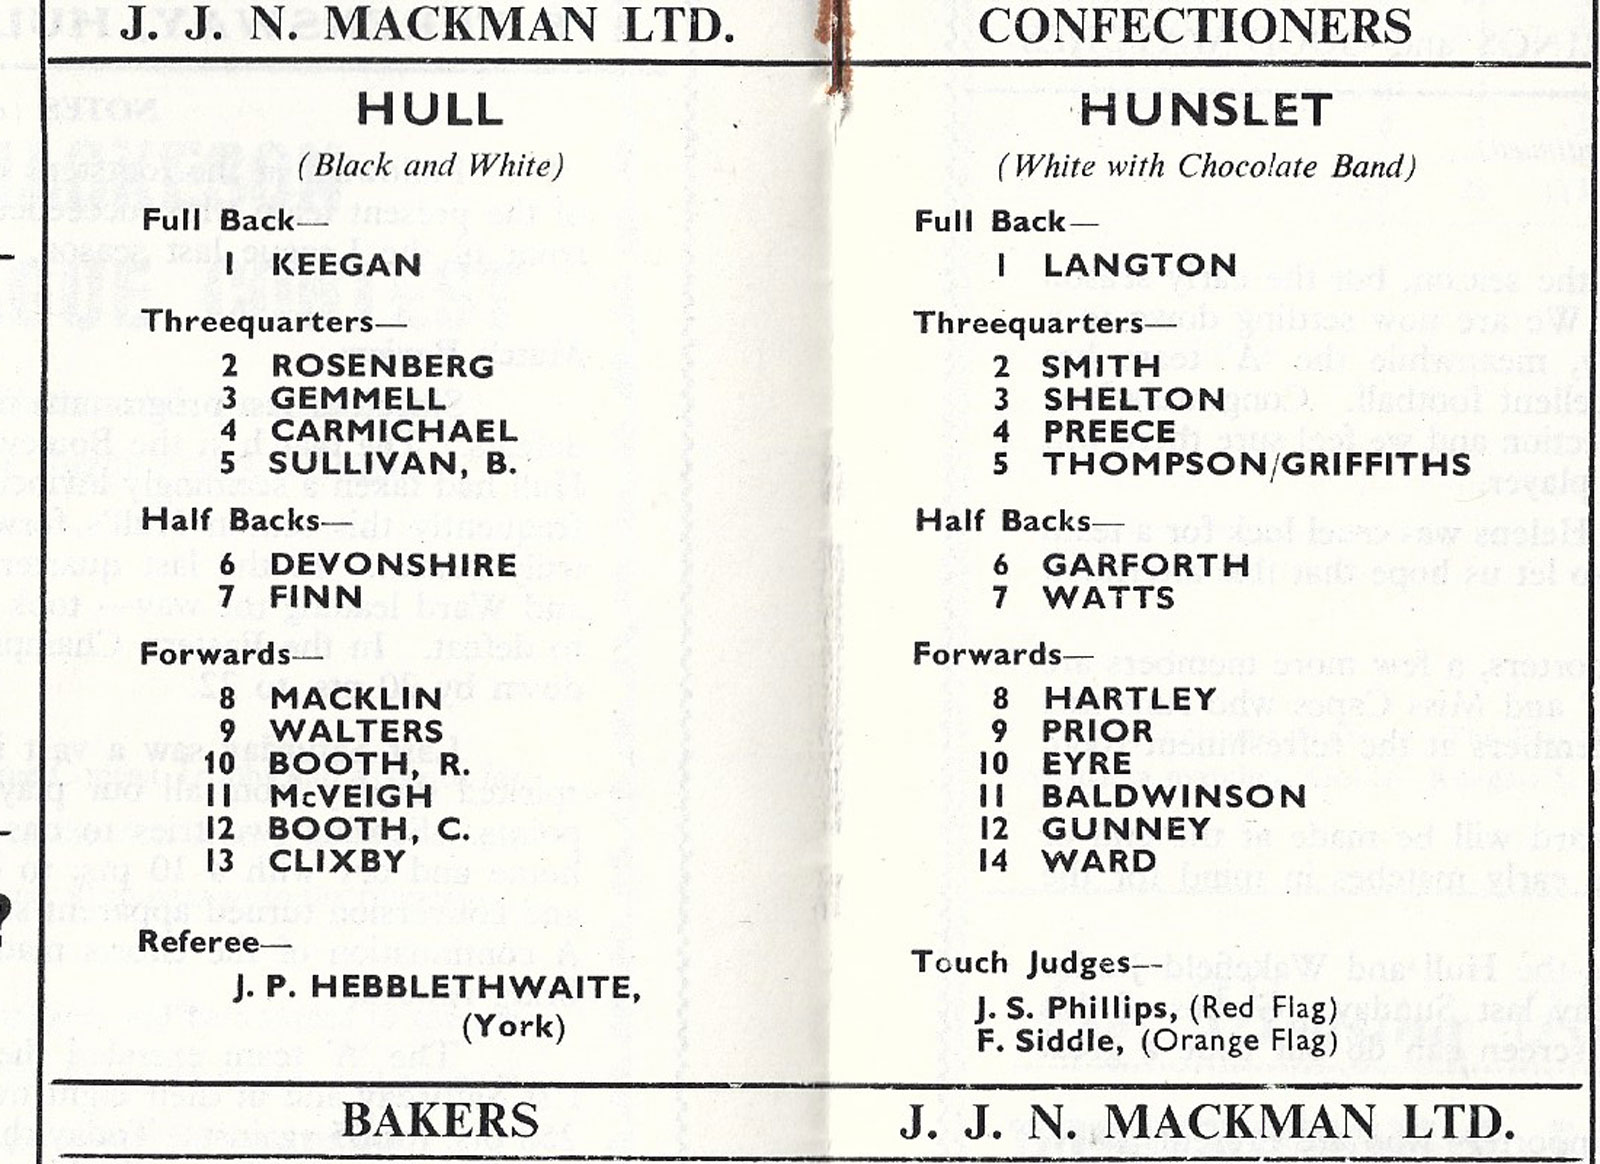 J. J. N. MACKMAN LTD.
HULL
(Black and White)
Full Back—
1 KEEGAN
Threequarters—
2 ROSENBERG
3 GEMMELL
4 CARMICHAEL
5 SULLIVAN, B.
Half Backs—
6 DEVONSHIRE
7 FINN
Forwards—
8 MACKLIN
9 WALTERS
10 BOOTH, R.
11 McVEIGH
12 BOOTH, C.
13 CLIXBY
Referee—
J. P. HEBBLETHWAITE,
(York)
BAKERS
CONFECTIONERS
HUNSLET
(White with Chocolate Band)
Full Back—
1 LANGTON
Threequarters—
2 SMITH
3 SHELTON
4 PREECE
5 THOMPSON/GRIFFITHS
Half Backs—
6 GARFORTH
7 WATTS
Forwards—
8 HARTLEY
9 PRIOR
10 EYRE
11 BALDWINSON
12 GUNNEY
14 WARD
Touch Judges—
J. S. Phillips, (Red Flag)
F. Siddle, (Orange Flag)
J. J. N. MACKMAN LTD.